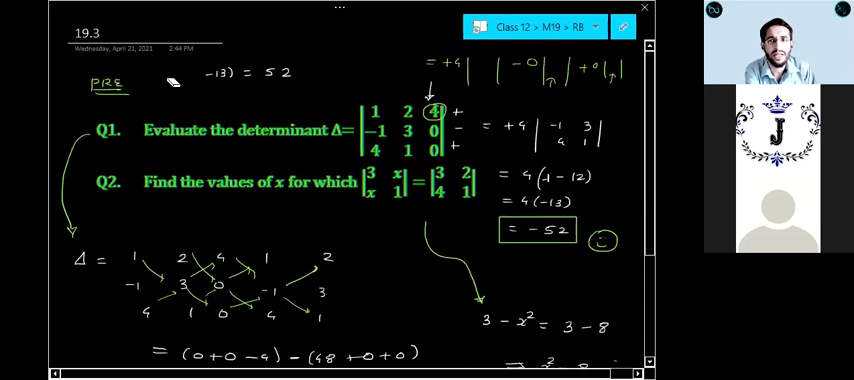 ...
19.3
Wednesday, April 21, 2021 2:44 PM
Class 12 > M19 > RB
PRE
-13) = 52
= +4| | -0| | +0| |
Q1. Evaluate the determinant Δ= |1 2 4| +
|-1 3 0| -
|4 1 0| +
= +4 |-1 3|
|4 1|
Q2. Find the values of x for which |3 x| = |3 2|
|x 1| |4 1|
= 4(-1-12)
= 4(-13)
= -52
Δ = 1 2 4 1 2
-1 3 0 -1 3
4 1 0 4 1
= (0+0-4) - (48+0+0)
3 - x² = 3 - 8
J